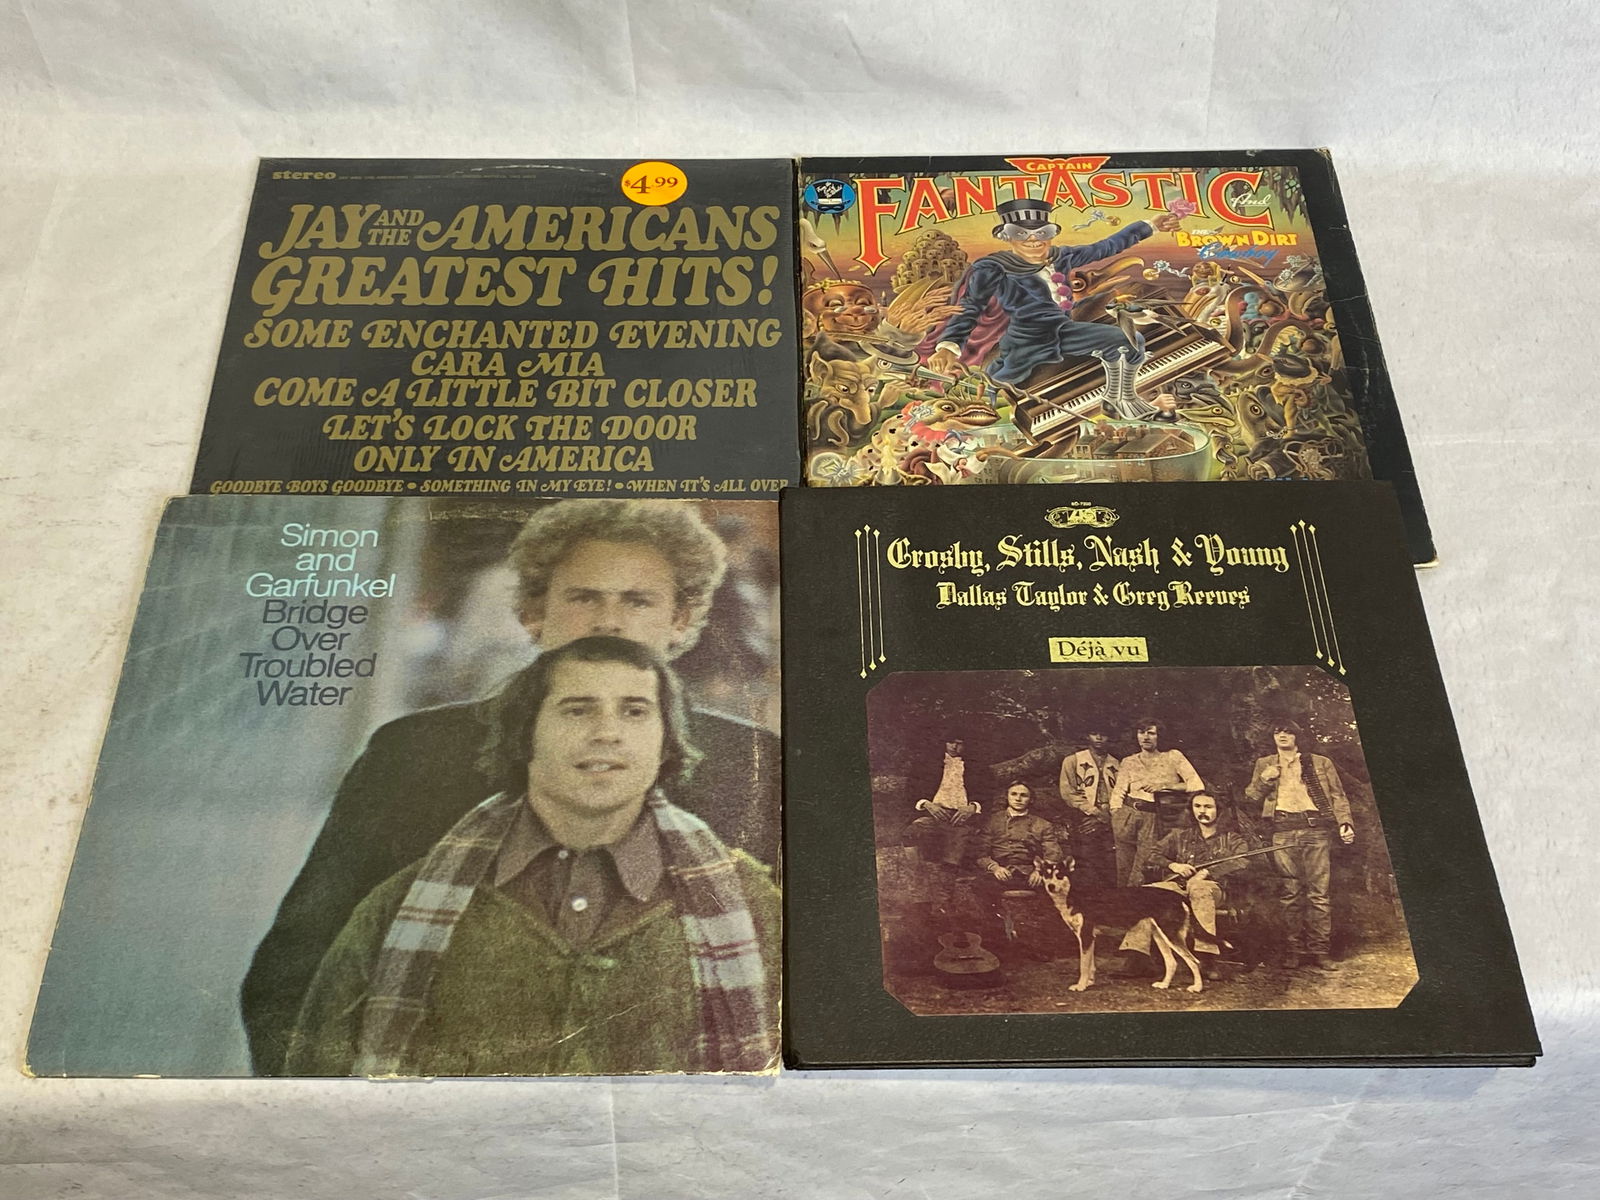 stereo
$4.99
JAY AND THE AMERICANS
GREATEST HITS!
SOME ENCHANTED EVENING
CARA MIA
COME A LITTLE BIT CLOSER
LET'S LOCK THE DOOR
ONLY IN AMERICA
GOODBYE BOYS GOODBYE • SOMETHING IN MY EYE! • WHEN IT'S ALL OVER
CAPTAIN
FANTASTIC
And
THE
BROWN DIRT
Cowboy
Simon
and
Garfunkel
Bridge
Over
Troubled
Water
SD-7200
Crosby, Stills, Nash & Young
Dallas Taylor & Greg Reeves
Déjà vu